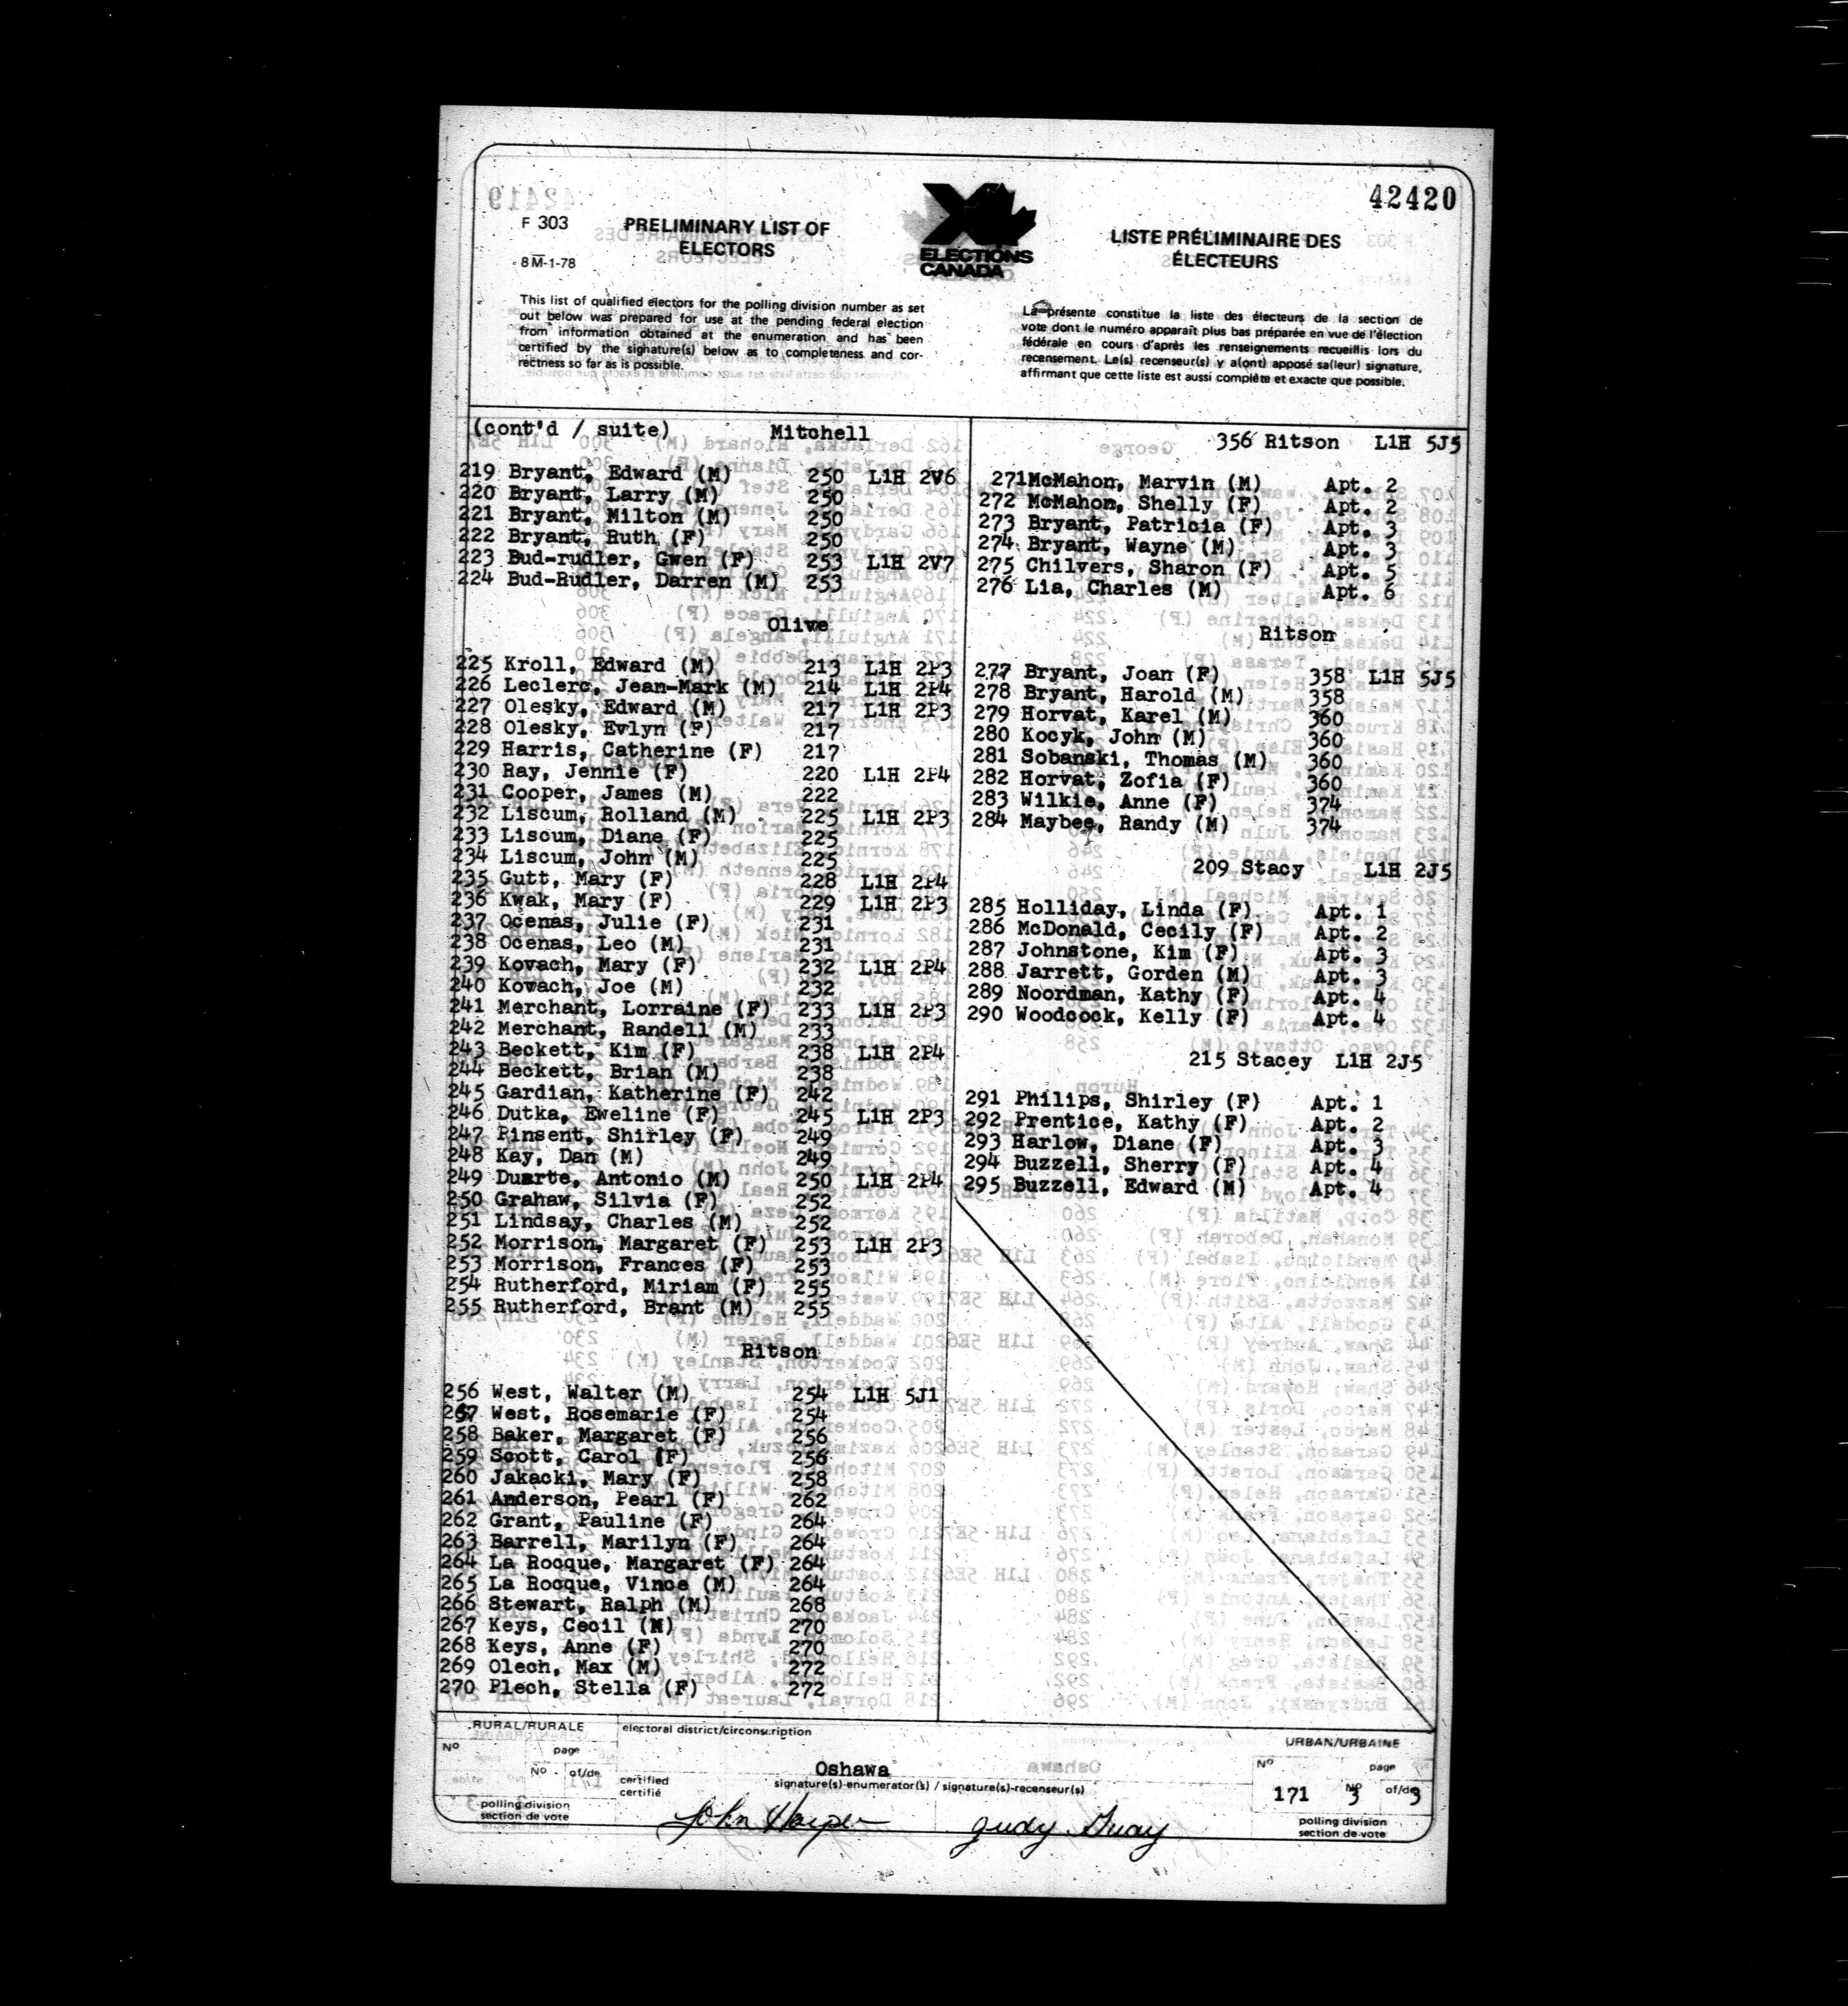 42420
F 303
8M-1-78
PRELIMINARY LIST OF
ELECTORS
ELECTIONS
CANADA
LISTE PRÉLIMINAIRE DES
ÉLECTEURS
This list of qualified electors for the polling division number as set
out below was prepared for use at the pending federal election
from information obtained at the enumeration and has been
certified by the signature(s) below as to completeness and cor-
rectness so far as is possible.
La présente constitue la liste des électeurs de la section de
vote dont le numéro apparaît plus bas préparée en vue de l'élection
fédérale en cours d'après les renseignements recueillis lors du
recensement. Le(s) recenseur(s) y a(ont) apposé sa(leur) signature,
affirmant que cette liste est aussi complète et exacte que possible.
(cont'd / suite) Mitchell
219 Bryant, Edward (M) 250 L1H 2V6
220 Bryant, Larry (M) 250
221 Bryant, Milton (M) 250
222 Bryant, Ruth (F) 250
223 Bud-rudler, Gwen (F) 253 L1H 2V7
224 Bud-Rudler, Darren (M) 253
Olive
225 Kroll, Edward (M) 213 L1H 2P3
226 Leclerc, Jean-Mark (M) 214 L1H 2P4
227 Olesky, Edward (M) 217 L1H 2P3
228 Olesky, Evlyn (F) 217
229 Harris, Catherine (F) 217
230 Ray, Jennie (F) 220 L1H 2P4
231 Cooper, James (M) 222
232 Liscum, Rolland (M) 225 L1H 2P3
233 Liscum, Diane (F) 225
234 Liscum, John (M) 225
235 Gutt, Mary (F) 228 L1H 2P4
236 Kwak, Mary (F) 229 L1H 2P3
237 Ocenas, Julie (F) 231
238 Ocenas, Leo (M) 231
239 Kovach, Mary (F) 232 L1H 2P4
240 Kovach, Joe (M) 232
241 Merchant, Lorraine (F) 233 L1H 2P3
242 Merchant, Randell (M) 233
243 Beckett, Kim (F) 238 L1H 2P4
244 Beckett, Brian (M) 238
245 Gardian, Katherine (F) 242
246 Dutka, Eweline (F) 245 L1H 2P3
247 Pinsent, Shirley (F) 249
248 Kay, Dan (M) 249
249 Duarte, Antonio (M) 250 L1H 2P4
250 Grahaw, Silvia (F) 252
251 Lindsay, Charles (M) 252
252 Morrison, Margaret (F) 253 L1H 2P3
253 Morrison, Frances (F) 253
254 Rutherford, Miriam (F) 255
255 Rutherford, Brant (M) 255
Ritson
256 West, Walter (M) 254 L1H 5J1
257 West, Rosemarie (F) 254
258 Baker, Margaret (F) 256
259 Scott, Carol (F) 256
260 Jakacki, Mary (F) 258
261 Anderson, Pearl (F) 262
262 Grant, Pauline (F) 264
263 Barrell, Marilyn (F) 264
264 La Rocque, Margaret (F) 264
265 La Rocque, Vince (M) 264
266 Stewart, Ralph (M) 268
267 Keys, Cecil (M) 270
268 Keys, Anne (F) 270
269 Olech, Max (M) 272
270 Plech, Stella (F) 272
356 Ritson L1H 5J5
271 McMahon, Marvin (M) Apt. 2
272 McMahon, Shelly (F) Apt. 2
273 Bryant, Patricia (F) Apt. 3
274 Bryant, Wayne (M) Apt. 3
275 Chilvers, Sharon (F) Apt. 5
276 Lia, Charles (M) Apt. 6
Ritson
277 Bryant, Joan (F) 358 L1H 5J5
278 Bryant, Harold (M) 358
279 Horvat, Karel (M) 360
280 Kocyk, John (M) 360
281 Sobanski, Thomas (M) 360
282 Horvat, Zofia (F) 360
283 Wilkie, Anne (F) 374
284 Maybee, Randy (M) 374
209 Stacy L1H 2J5
285 Holliday, Linda (F) Apt. 1
286 McDonald, Cecily (F) Apt. 2
287 Johnstone, Kim (F) Apt. 3
288 Jarrett, Gorden (M) Apt. 3
289 Noordman, Kathy (F) Apt. 4
290 Woodcock, Kelly (F) Apt. 4
215 Stacey L1H 2J5
291 Philips, Shirley (F) Apt. 1
292 Prentice, Kathy (F) Apt. 2
293 Harlow, Diane (F) Apt. 3
294 Buzzell, Sherry (F) Apt. 4
295 Buzzell, Edward (M) Apt. 4
RURAL/RURALE
No page
No of/de
polling division
section de vote
electoral district/circonscription
Oshawa
certified
certifié
signature(s)-enumerator(s) / signature(s)-recenseur(s)
John Harper Judy Guay
URBAN/URBAINE
No page
171 No 3 of/de 3
polling division
section de vote